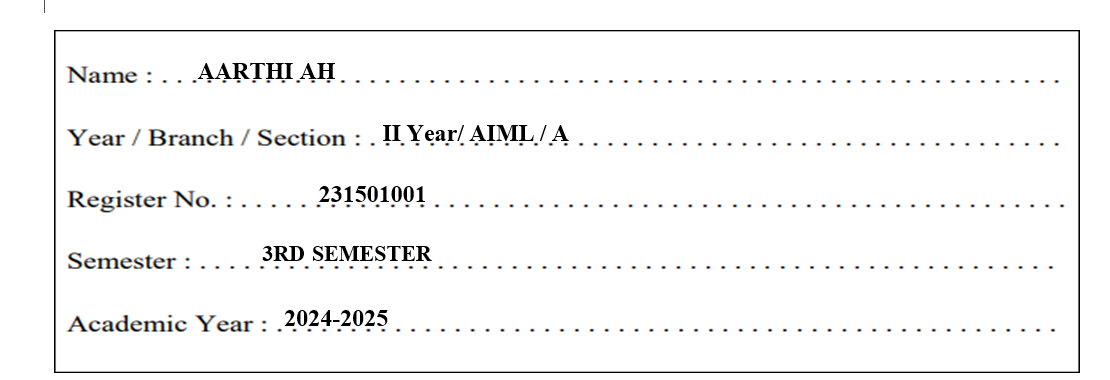 Name : . . . AARTHI AH . . . . . . . . . . . . . . . . . . . . . . . . . . . . . . . . . . . . . . . . . . . . . . . . .
Year / Branch / Section : . II Year/ AIML / A . . . . . . . . . . . . . . . . . . . . . . . . . . . . . . . . .
Register No. : . . . . . 231501001 . . . . . . . . . . . . . . . . . . . . . . . . . . . . . . . . . . . . . . . . . . .
Semester : . . . . 3RD SEMESTER . . . . . . . . . . . . . . . . . . . . . . . . . . . . . . . . . . . . . . . . . .
Academic Year : . 2024-2025 . . . . . . . . . . . . . . . . . . . . . . . . . . . . . . . . . . . . . . . . . . . . .